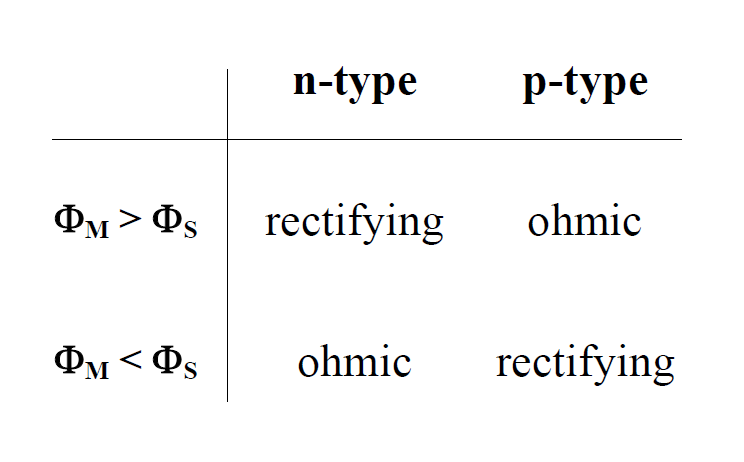 n-type p-type
ΦM > ΦS rectifying ohmic
ΦM < ΦS ohmic rectifying